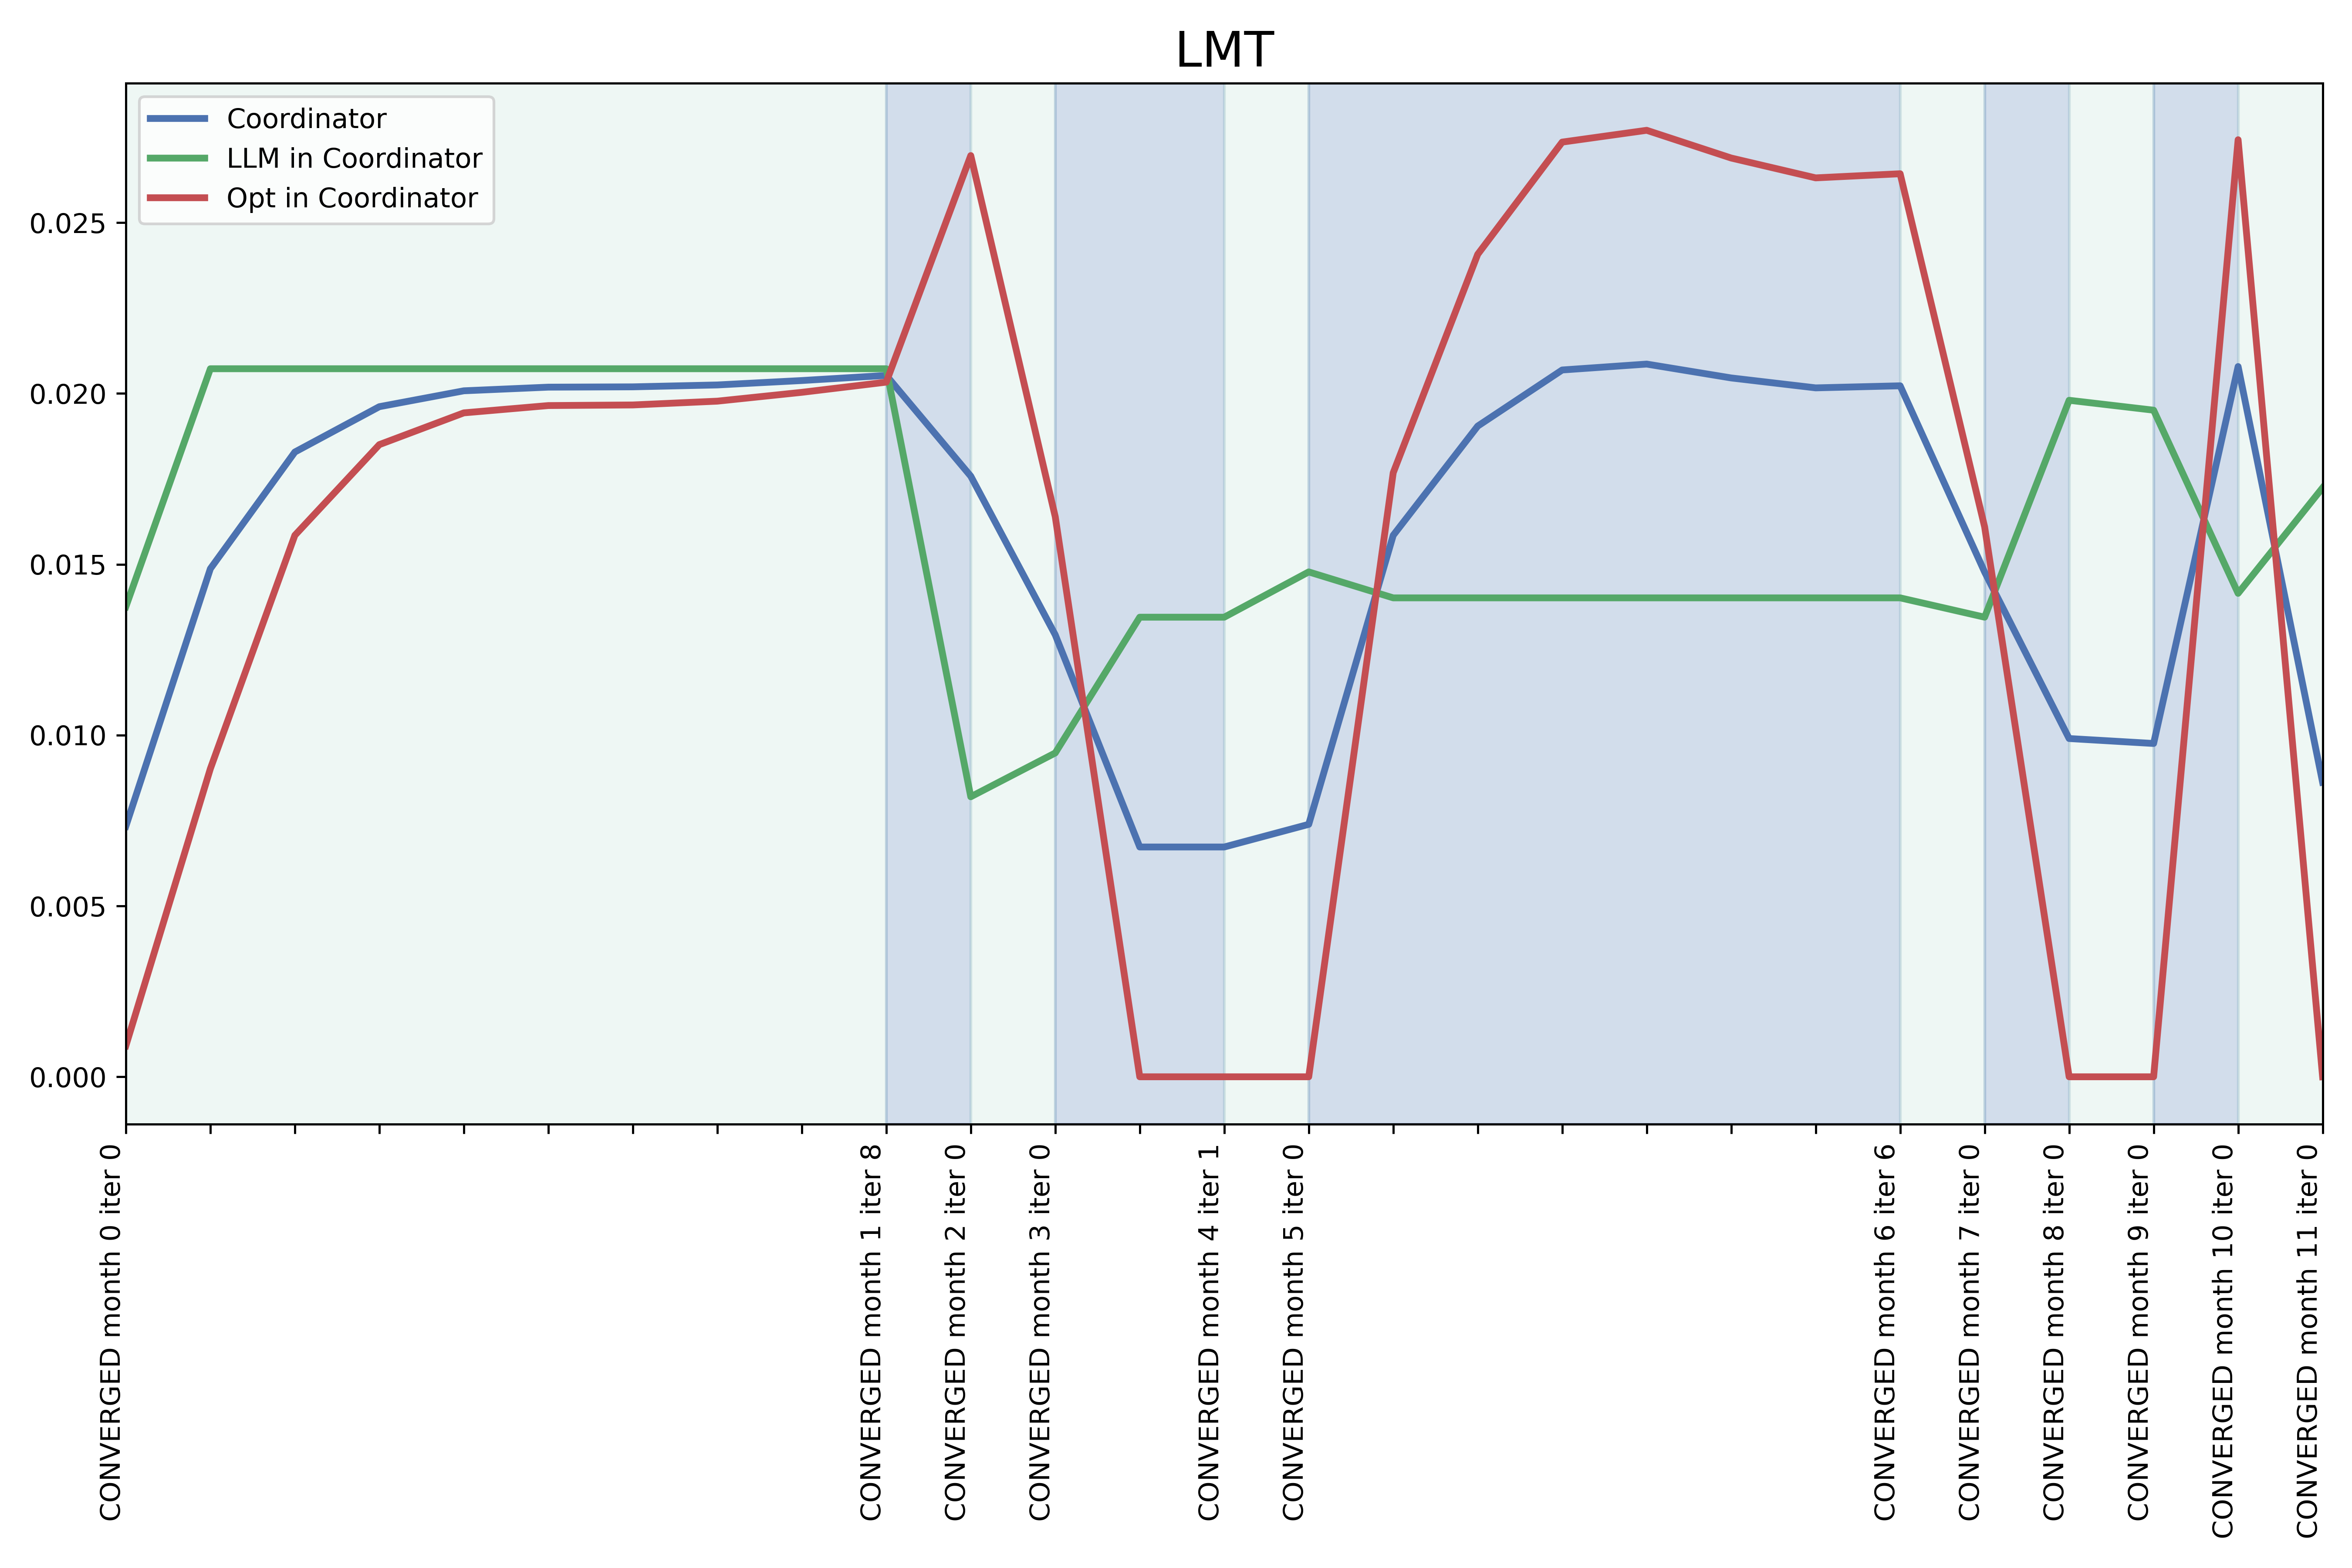 LMT
Coordinator
LLM in Coordinator
Opt in Coordinator
0.025
0.020
0.015
0.010
0.005
0.000
CONVERGED month 0 iter 0
CONVERGED month 1 iter 8
CONVERGED month 2 iter 0
CONVERGED month 3 iter 0
CONVERGED month 4 iter 1
CONVERGED month 5 iter 0
CONVERGED month 6 iter 6
CONVERGED month 7 iter 0
CONVERGED month 8 iter 0
CONVERGED month 9 iter 0
CONVERGED month 10 iter 0
CONVERGED month 11 iter 0